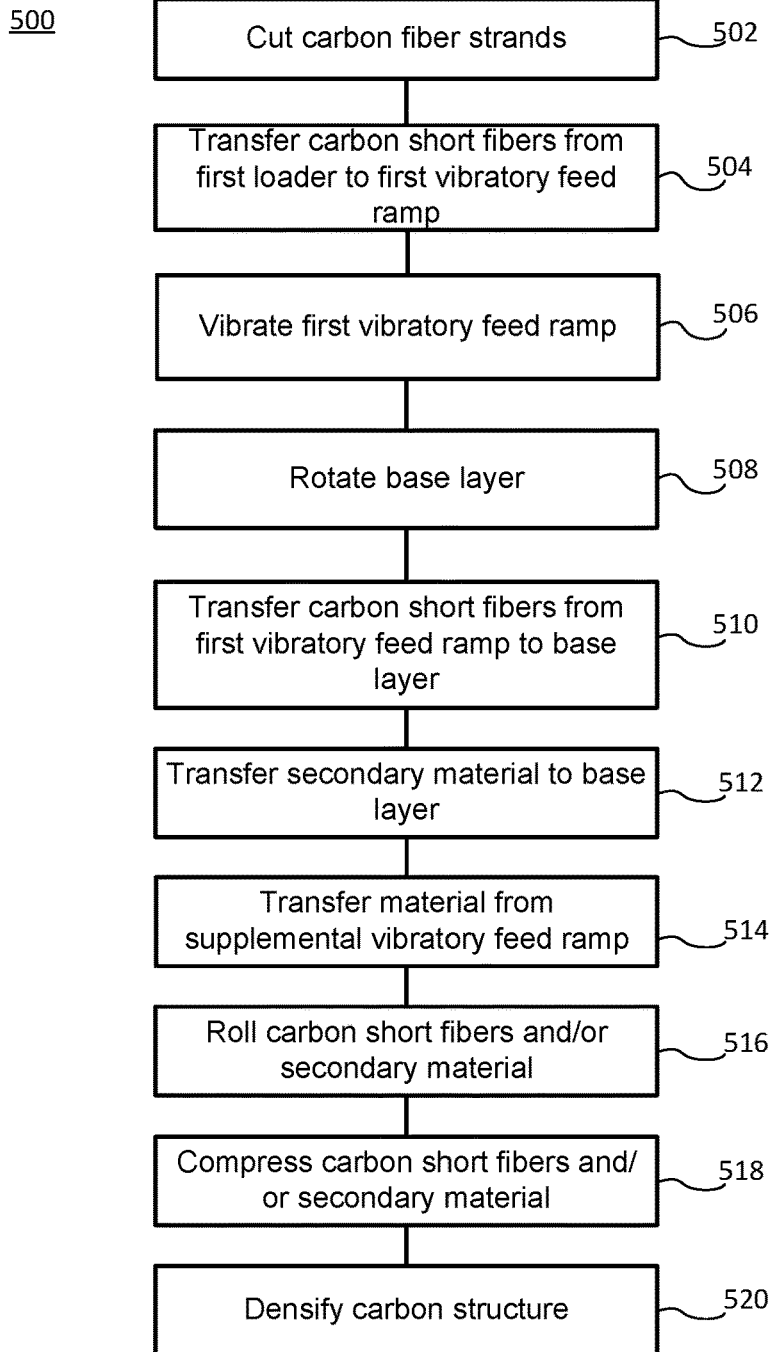 500
Cut carbon fiber strands
502
Transfer carbon short fibers from
first loader to first vibratory feed
ramp
504
Vibrate first vibratory feed ramp
506
Rotate base layer
508
Transfer carbon short fibers from
first vibratory feed ramp to base
layer
510
Transfer secondary material to base
layer
512
Transfer material from
supplemental vibratory feed ramp
514
Roll carbon short fibers and/or
secondary material
516
Compress carbon short fibers and/
or secondary material
518
Densify carbon structure
520